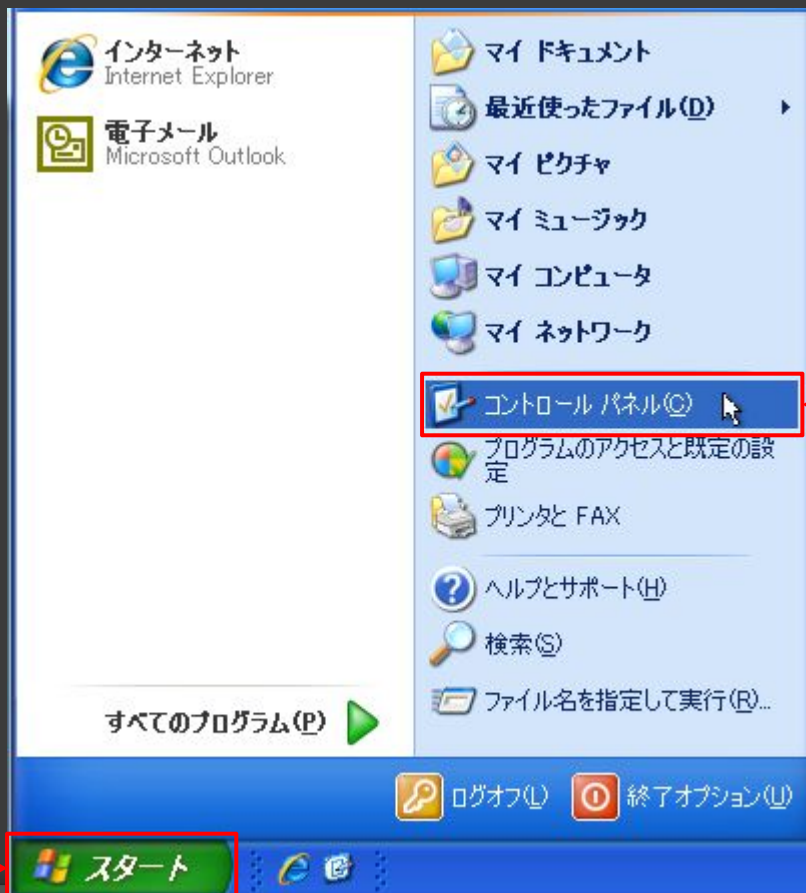 インターネット
Internet Explorer
電子メール
Microsoft Outlook
すべてのプログラム(P)
マイ ドキュメント
最近使ったファイル(D)
マイ ピクチャ
マイ ミュージック
マイ コンピュータ
マイ ネットワーク
コントロール パネル(C)
プログラムのアクセスと既定の設
定
プリンタと FAX
ヘルプとサポート(H)
検索(S)
ファイル名を指定して実行(R)...
ログオフ(L)
終了オプション(U)
スタート